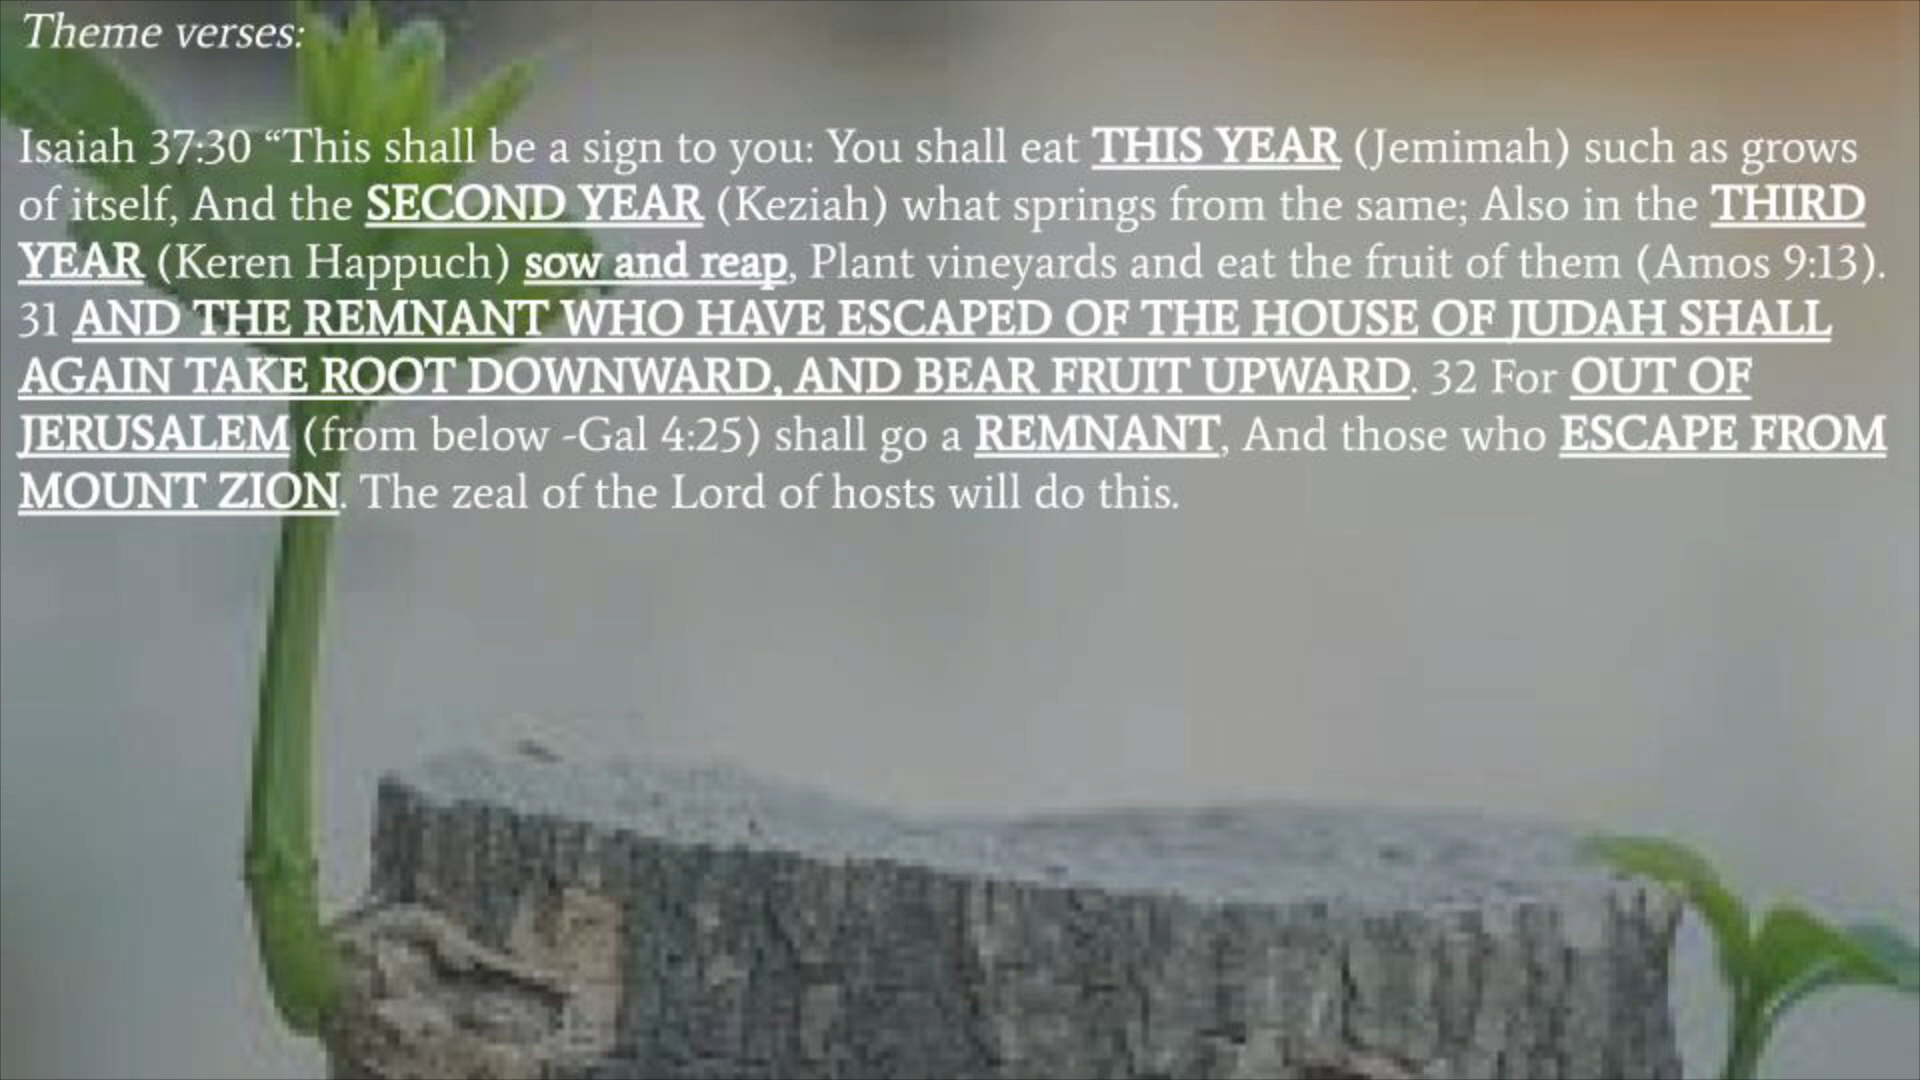 Theme verses:
Isaiah 37:30 “This shall be a sign to you: You shall eat THIS YEAR (Jemimah) such as grows
of itself, And the SECOND YEAR (Keziah) what springs from the same; Also in the THIRD
YEAR (Keren Happuch) sow and reap, Plant vineyards and eat the fruit of them (Amos 9:13).
31 AND THE REMNANT WHO HAVE ESCAPED OF THE HOUSE OF JUDAH SHALL
AGAIN TAKE ROOT DOWNWARD, AND BEAR FRUIT UPWARD. 32 For OUT OF
JERUSALEM (from below -Gal 4:25) shall go a REMNANT, And those who ESCAPE FROM
MOUNT ZION. The zeal of the Lord of hosts will do this.